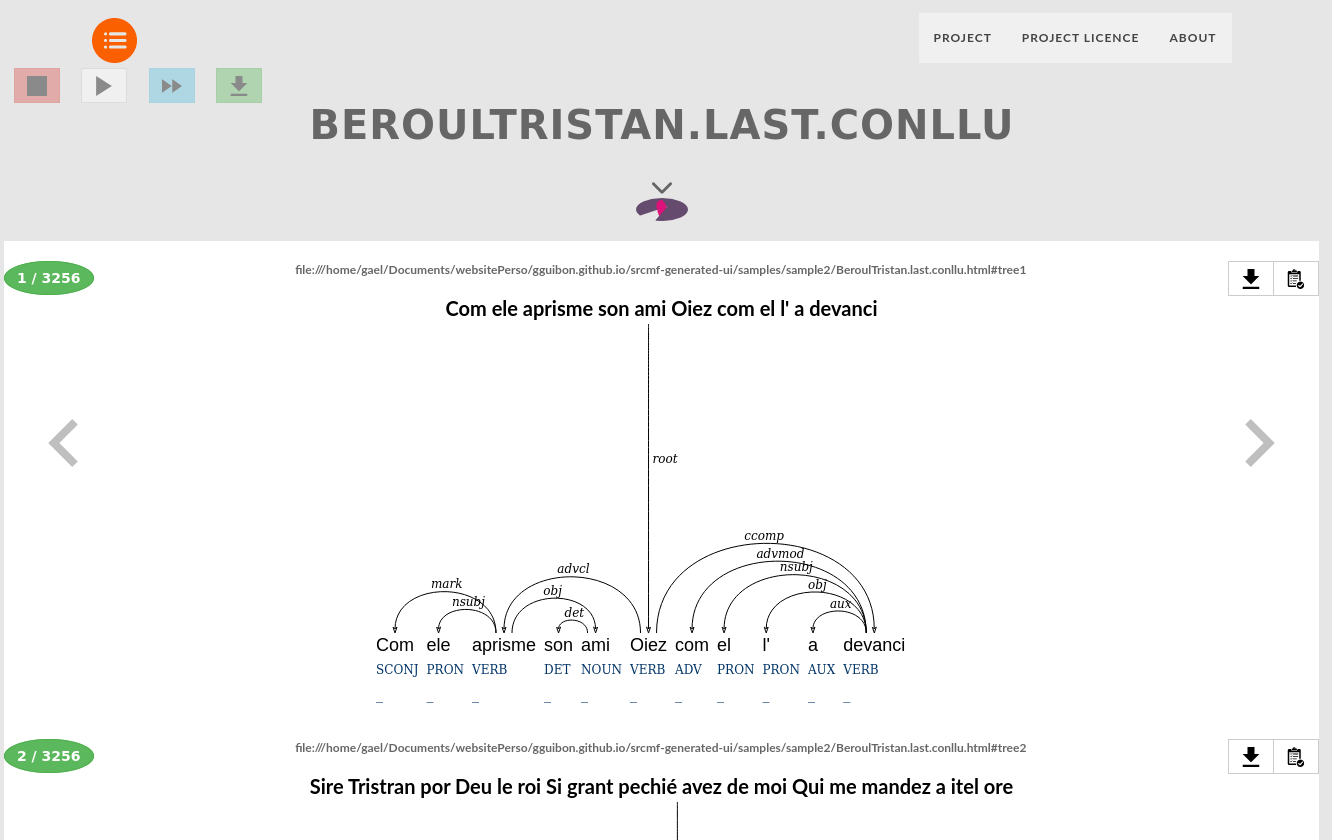 PROJECT PROJECT LICENCE ABOUT
BEROULTRISTAN.LAST.CONLLU
1 / 3256
file:///home/gael/Documents/websitePerso/gguibon.github.io/srcmf-generated-ui/samples/sample2/BeroulTristan.last.conllu.html#tree1
Com ele aprisme son ami Oiez com el l' a devanci
root
ccomp
advmod
nsubj
advcl
mark
obj
obj
nsubj
aux
det
Com ele aprisme son ami Oiez com el l' a devanci
SCONJ PRON VERB DET NOUN VERB ADV PRON PRON AUX VERB
_ _ _ _ _ _ _ _ _ _ _
2 / 3256
file:///home/gael/Documents/websitePerso/gguibon.github.io/srcmf-generated-ui/samples/sample2/BeroulTristan.last.conllu.html#tree2
Sire Tristran por Deu le roi Si grant pechié avez de moi Qui me mandez a itel ore